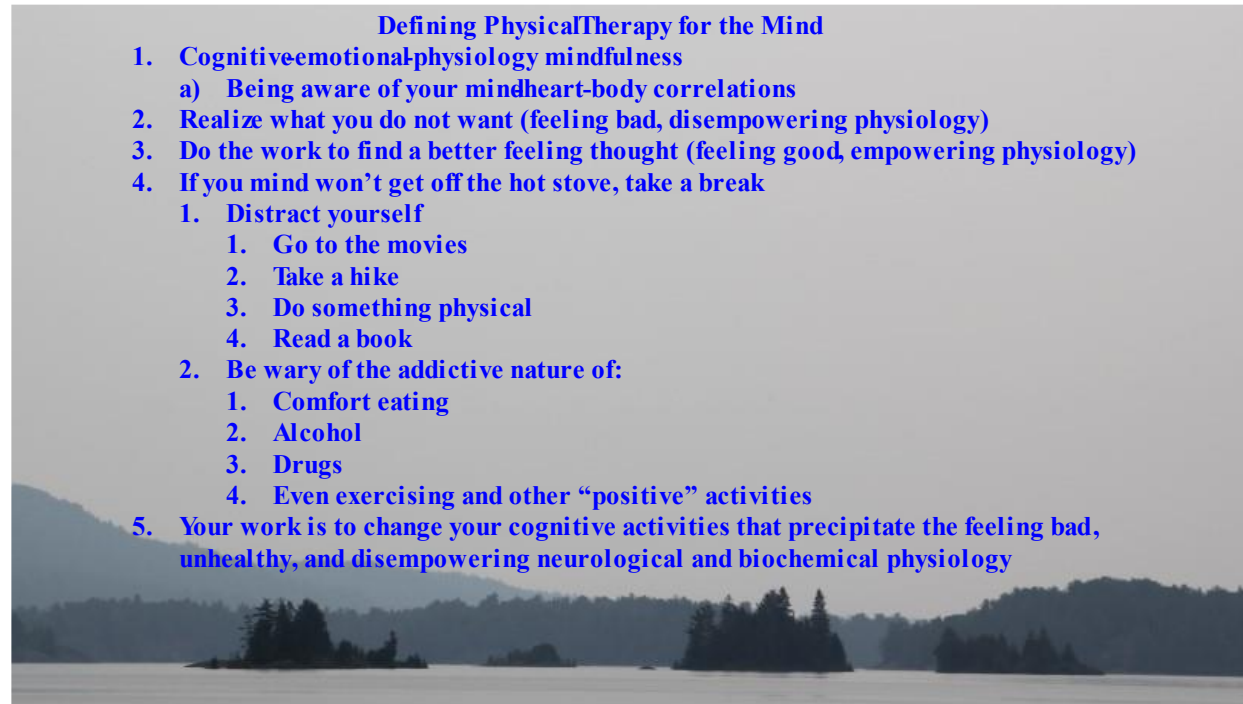 Defining PhysicalTherapy for the Mind
1. Cognitive-emotional-physiology mindfulness
a) Being aware of your mind-heart-body correlations
2. Realize what you do not want (feeling bad, disempowering physiology)
3. Do the work to find a better feeling thought (feeling good, empowering physiology)
4. If you mind won’t get off the hot stove, take a break
1. Distract yourself
1. Go to the movies
2. Take a hike
3. Do something physical
4. Read a book
2. Be wary of the addictive nature of:
1. Comfort eating
2. Alcohol
3. Drugs
4. Even exercising and other “positive” activities
5. Your work is to change your cognitive activities that precipitate the feeling bad,
unhealthy, and disempowering neurological and biochemical physiology